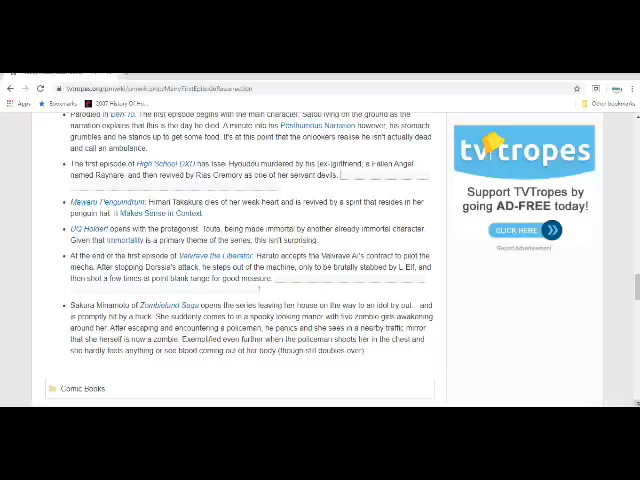 tvtropes.org/pmwiki/pmwiki.php/Main/FirstEpisodeResurrection
Apps
Bookmarks
2007 History Of Ho...
Other bookmarks
Parodied in Ben-To. The first episode begins with the main character, Satou lying on the ground as the
narration explains that this is the day he died. A minute into his Posthumous Narration however, his stomach
grumbles and he stands up to get some food. It's at this point that the onlookers realise he isn't actually dead
and call an ambulance.
The first episode of High School DXD has Issei Hyoudou murdered by his (ex-)girlfriend, a Fallen Angel
named Raynare, and then revived by Rias Gremory as one of her servant devils.
Mawaru Penguindrum: Himari Takakura dies of her weak heart and is revived by a spirit that resides in her
penguin hat. It Makes Sense in Context.
UQ Holder! opens with the protagonist, Touta, being made immortal by another already-immortal character.
Given that immortality is a primary theme of the series, this isn't surprising.
At the end of the first episode of Valvrave the Liberator, Haruto accepts the Valvrave AI's contract to pilot the
mecha. After stopping Dorssia's attack, he steps out of the machine, only to be brutally stabbed by L-Elf, and
then shot a few times at point blank range for good measure.
Sakura Minamoto of Zombieland Saga opens the series leaving her house on the way to an idol try out... and
is promptly hit by a truck. She suddenly comes to in a spooky looking manor with five zombie girls awakening
around her. After escaping and encountering a policeman, he panics and she sees in a nearby traffic mirror
that she herself is now a zombie. Exemplified even further when the policeman shoots her in the chest and
she hardly feels anything or see blood coming out of her body (though still doubles over)
Comic Books
tvtropes
Support TVTropes by
going AD-FREE today!
CLICK HERE
Report Advertisement